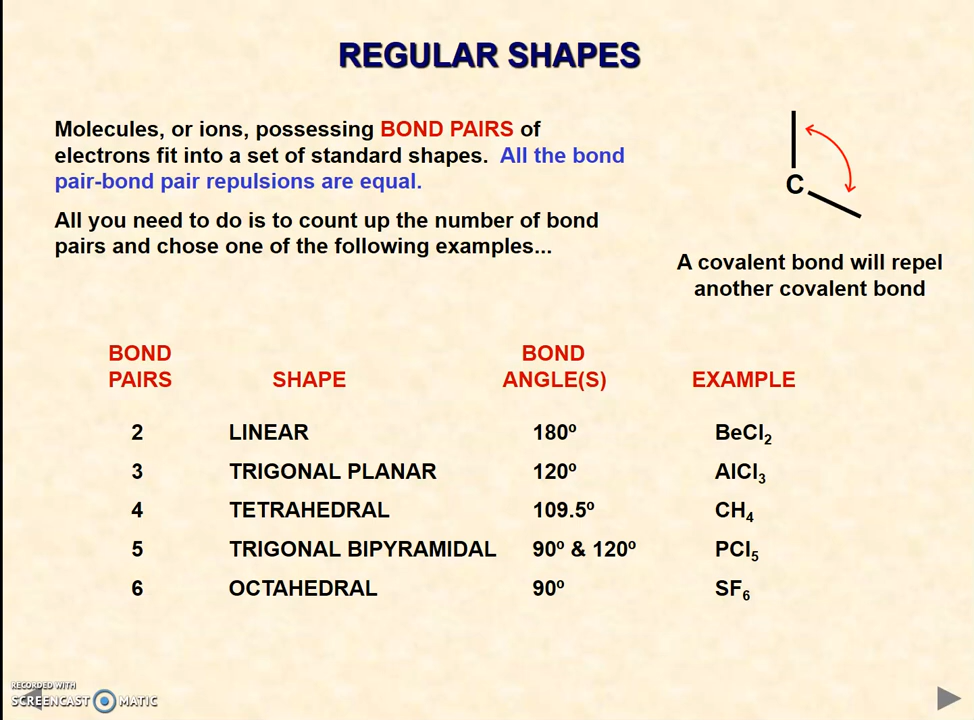 REGULAR SHAPES
Molecules, or ions, possessing BOND PAIRS of
electrons fit into a set of standard shapes. All the bond
pair-bond pair repulsions are equal.
All you need to do is to count up the number of bond
pairs and chose one of the following examples...
C
A covalent bond will repel
another covalent bond
BOND PAIRS SHAPE BOND ANGLE(S) EXAMPLE
2 LINEAR 180º BeCl₂
3 TRIGONAL PLANAR 120º AlCl₃
4 TETRAHEDRAL 109.5º CH₄
5 TRIGONAL BIPYRAMIDAL 90º & 120º PCl₅
6 OCTAHEDRAL 90º SF₆
RECORDED WITH
SCREENCAST MATIC